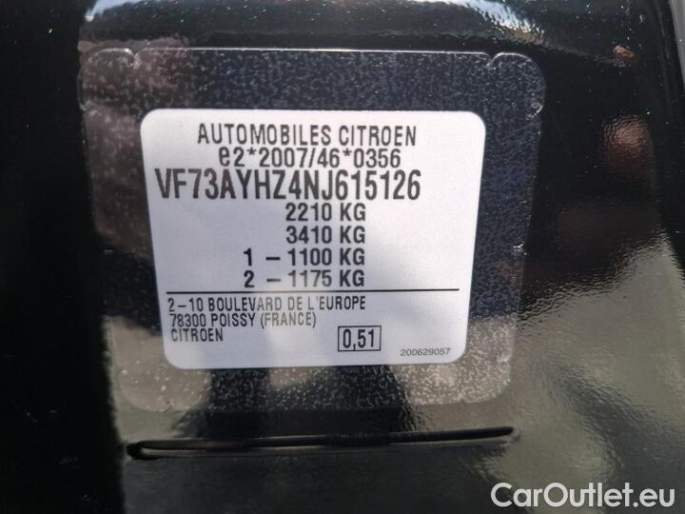 AUTOMOBILES CITROEN
e2*2007/46*0356
VF73AYHZ4NJ615126
2210 KG
3410 KG
1 – 1100 KG
2 – 1175 KG
2–10 BOULEVARD DE L'EUROPE
78300 POISSY (FRANCE)
CITROEN
0,51
200629057
CarOutlet.eu